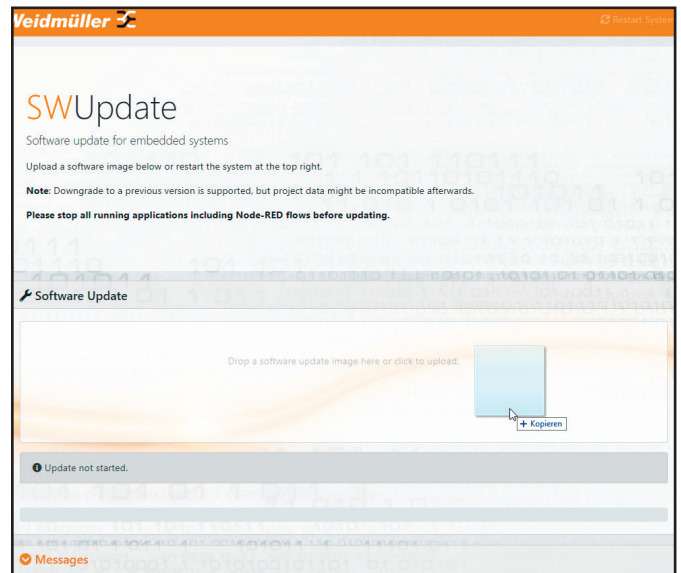 Weidmüller
Restart System
SWUpdate
Software update for embedded systems
Upload a software image below or restart the system at the top right.
Note: Downgrade to a previous version is supported, but project data might be incompatible afterwards.
Please stop all running applications including Node-RED flows before updating.
Software Update
Drop a software update image here or click to upload.
+ Kopieren
Update not started.
Messages